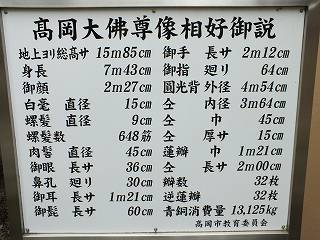 髙岡大佛尊像相好御説
地上ヨリ総高サ 15m85cm
身長 7m43cm
御顔 2m27cm
白毫 直径 15cm
螺髪 直径 9cm
螺髪数 648筋
肉髻 直径 45cm
御眼 長サ 36cm
鼻孔 廻り 30cm
御耳 長サ 1m21cm
御髭 長サ 60cm
御手 長サ 2m12cm
御指 廻り 64cm
圓光背 外径 4m54cm
仝 内径 3m64cm
仝 巾 45cm
仝 厚サ 15cm
蓮瓣 巾 1m21cm
仝 長サ 2m00cm
瓣数 32枚
逆蓮瓣 32枚
青銅消費量 13,125kg
高岡市教育委員会